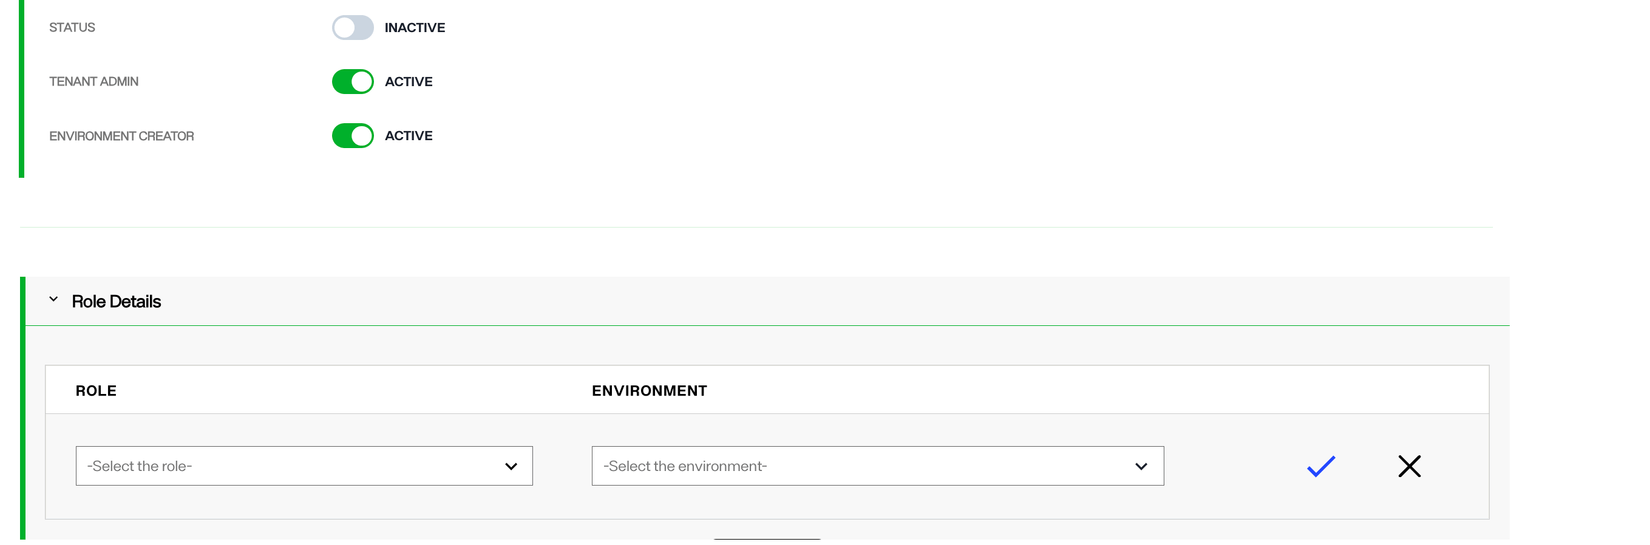 STATUS INACTIVE
TENANT ADMIN ACTIVE
ENVIRONMENT CREATOR ACTIVE
Role Details
ROLE ENVIRONMENT
-Select the role- -Select the environment-